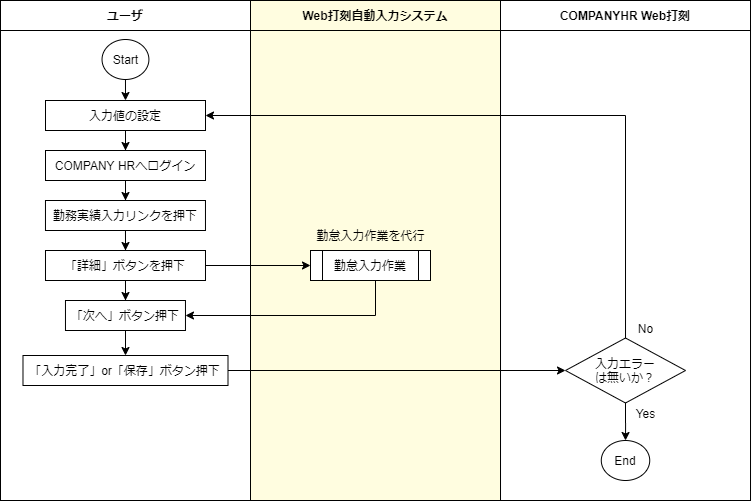 ユーザ
Web打刻自動入力システム
COMPANYHR Web打刻
Start
入力値の設定
COMPANY HRへログイン
勤務実績入力リンクを押下
「詳細」ボタンを押下
勤怠入力作業を代行
勤怠入力作業
「次へ」ボタン押下
「入力完了」or「保存」ボタン押下
No
入力エラー
は無いか？
Yes
End